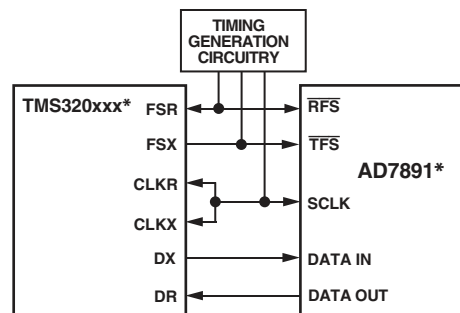 TIMING
GENERATION
CIRCUITRY
TMS320xxx*
FSR
RFS
FSX
TFS
AD7891*
CLKR
SCLK
CLKX
DX
DATA IN
DR
DATA OUT